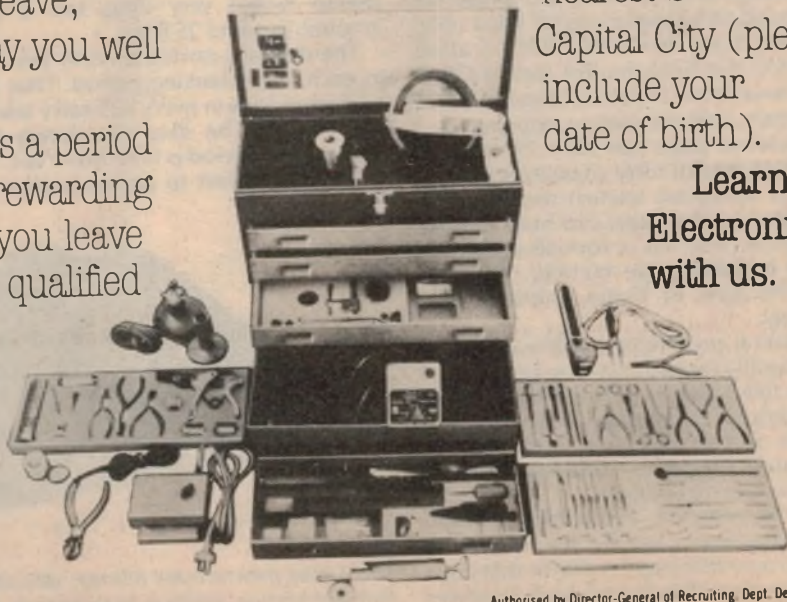 eave,
y you well
s a period
rewarding
you leave
qualified
Capital City (ple
include your
date of birth).
Learn
Electroni
with us.
Authorised by Director-General of Recruiting. Dept. De